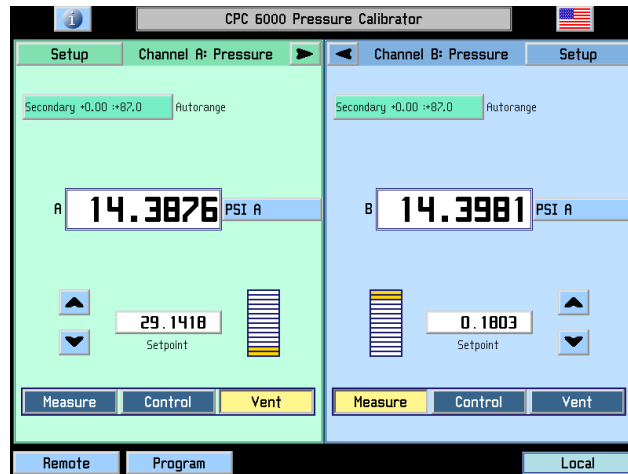 i
CPC 6000 Pressure Calibrator
Setup
Channel A: Pressure
Channel B: Pressure
Setup
Secondary +0.00 :+87.0
Autorange
Secondary +0.00 :+87.0
Autorange
A
14.3876
PSI A
B
14.3981
PSI A
29.1418
Setpoint
0.1803
Setpoint
Measure
Control
Vent
Measure
Control
Vent
Remote
Program
Local